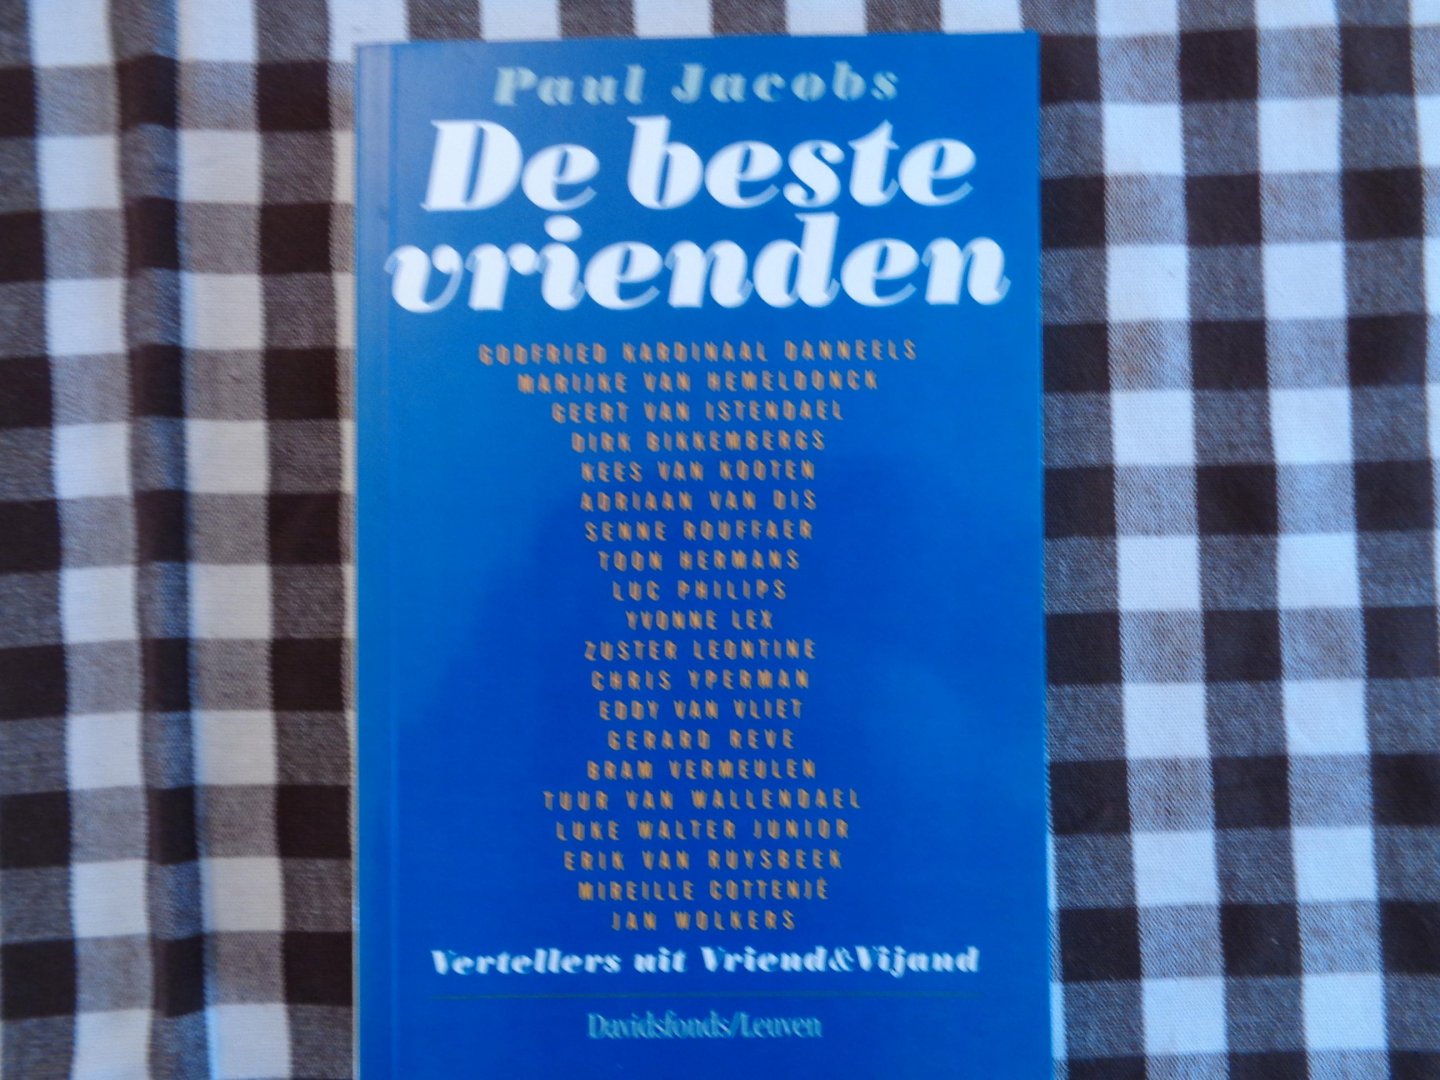 Paul Jacobs
De beste
vrienden
GODFRIED KARDINAAL DANNEELS
MARIJKE VAN HEMELDONCK
GEERT VAN ISTENDAEL
DIRK BIKKEMBERGS
KEES VAN KOOTEN
ADRIAAN VAN DIS
SENNE ROUFFAER
TOON HERMANS
LUC PHILIPS
YVONNE LEX
ZUSTER LEONTINE
CHRIS YPERMAN
EDDY VAN VLIET
GERARD REVE
BRAM VERMEULEN
TUUR VAN WALLENDAEL
LUKE WALTER JUNIOR
ERIK VAN RUYSBEEK
MIREILLE COTTENIÉ
JAN WOLKERS
Vertellers uit Vriend&Vijand
Davidsfonds/Leuven